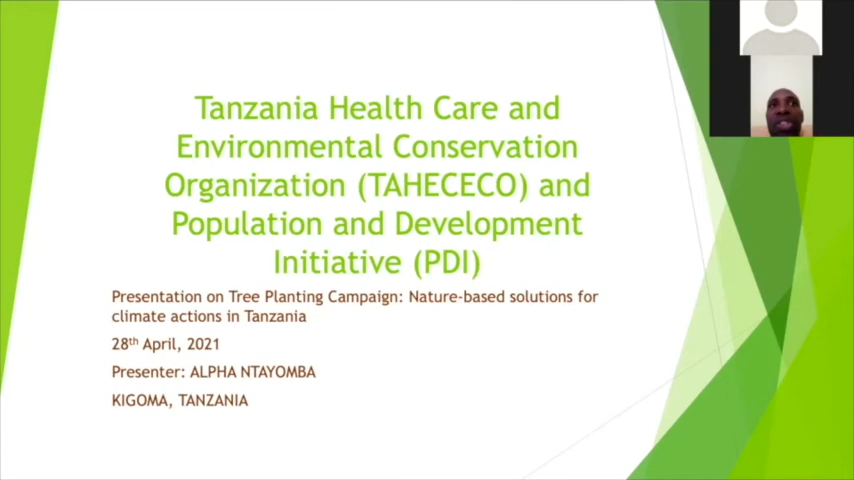 Tanzania Health Care and
Environmental Conservation
Organization (TAHECECO) and
Population and Development
Initiative (PDI)
Presentation on Tree Planting Campaign: Nature-based solutions for
climate actions in Tanzania
28th April, 2021
Presenter: ALPHA NTAYOMBA
KIGOMA, TANZANIA